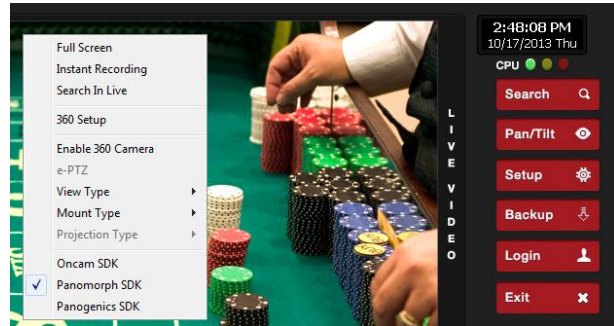 Full Screen
Instant Recording
Search In Live
360 Setup
Enable 360 Camera
e-PTZ
View Type
Mount Type
Projection Type
Oncam SDK
Panomorph SDK
Panogenics SDK
LIVE VIDEO
2:48:08 PM
10/17/2013 Thu
CPU
Search
Pan/Tilt
Setup
Backup
Login
Exit